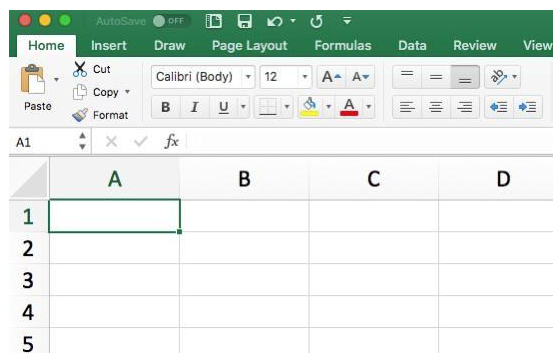 AutoSave OFF
Home Insert Draw Page Layout Formulas Data Review View
Cut
Copy
Format
Paste
Calibri (Body) 12 A A
B I U A
A1 fx
A B C D
1
2
3
4
5